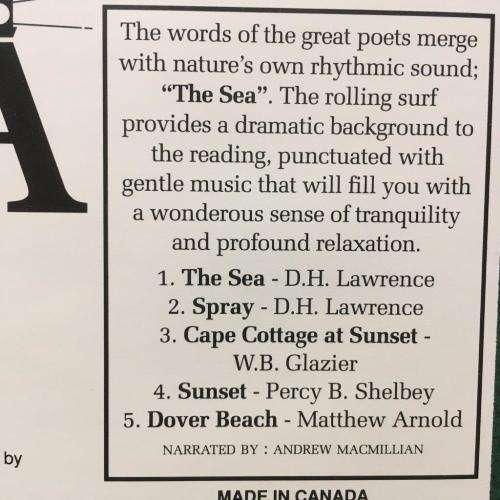 A
The words of the great poets merge
with nature's own rhythmic sound;
“The Sea”. The rolling surf
provides a dramatic background to
the reading, punctuated with
gentle music that will fill you with
a wonderous sense of tranquility
and profound relaxation.
1. The Sea - D.H. Lawrence
2. Spray - D.H. Lawrence
3. Cape Cottage at Sunset -
W.B. Glazier
4. Sunset - Percy B. Shelbey
5. Dover Beach - Matthew Arnold
NARRATED BY : ANDREW MACMILLIAN
by
MADE IN CANADA